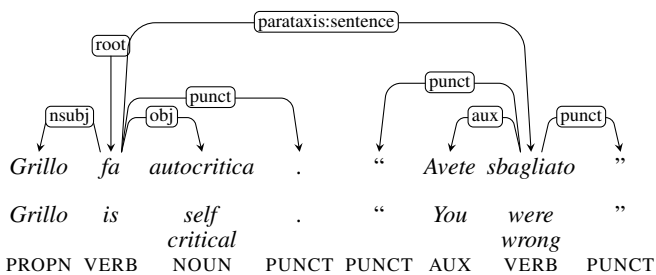 parataxis:sentence
root
punct
punct
nsubj
obj
aux
punct
Grillo fa autocritica . “ Avete sbagliato ”
Grillo is self . “ You were ”
critical wrong
PROPN VERB NOUN PUNCT PUNCT AUX VERB PUNCT